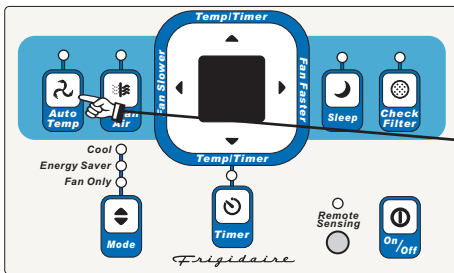 Temp/Timer
Fan Slower
Fan Faster
Auto
Temp
Air
Sleep
Check
Filter
Temp/Timer
Cool
Energy Saver
Fan Only
Mode
Timer
Remote
Sensing
On/Off
Frigidaire